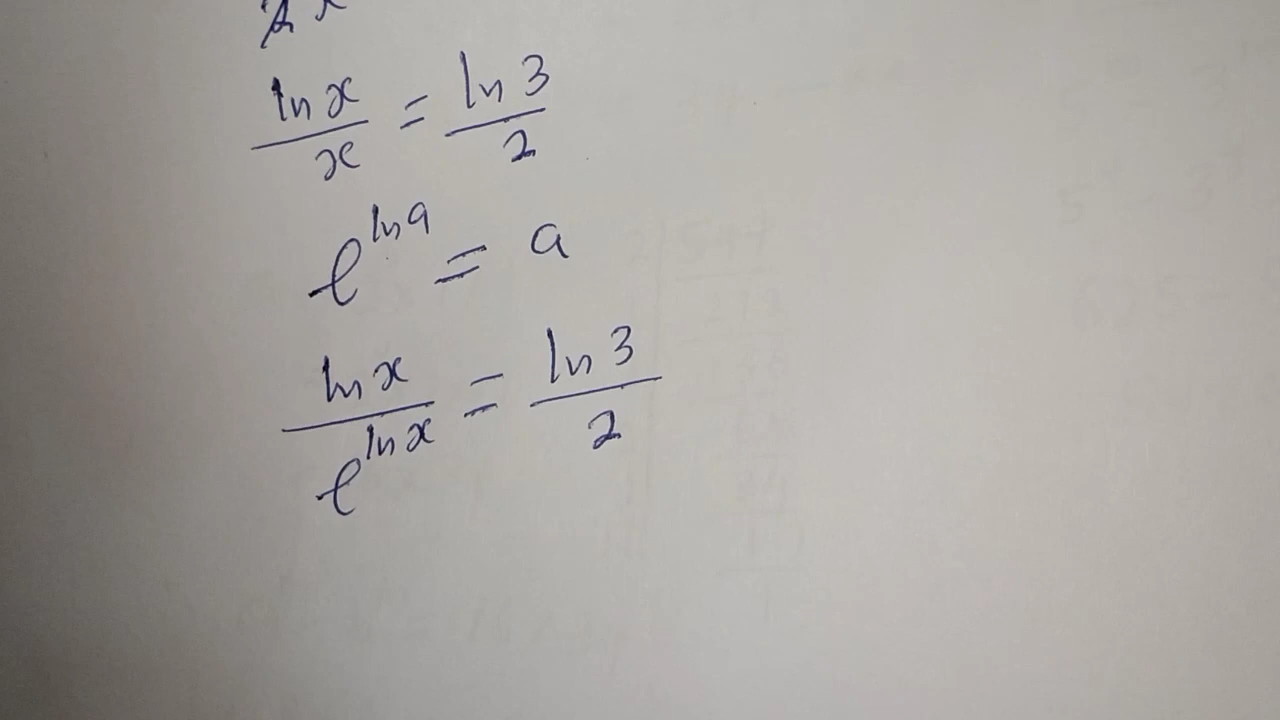 ln x / x = ln 3 / 2
e^ln a = a
ln x / e^ln x = ln 3 / 2